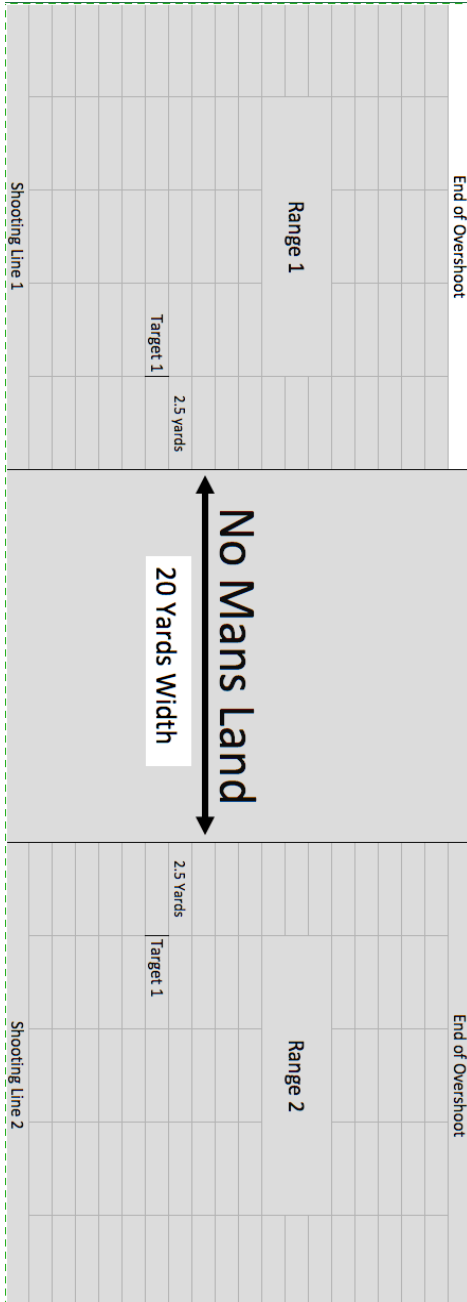 End of Overshoot
Range 1
Target 1
2.5 yards
Shooting Line 1
No Mans Land
20 Yards Width
End of Overshoot
Range 2
2.5 Yards
Target 1
Shooting Line 2